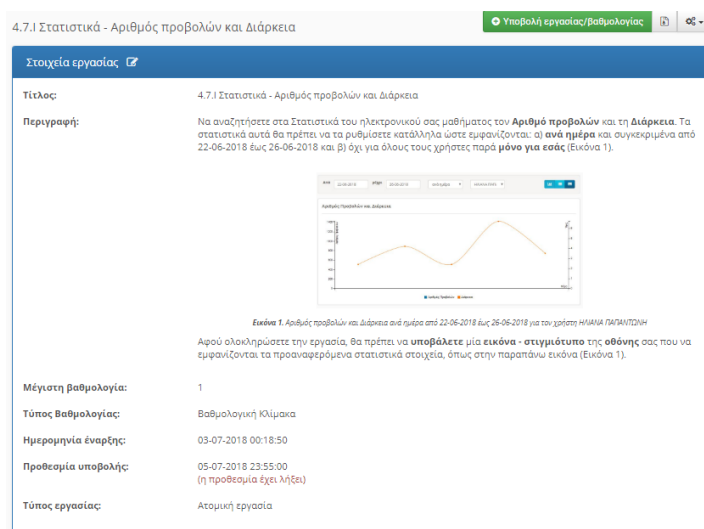 4.7.I Στατιστικά - Αριθμός προβολών και Διάρκεια
Υποβολή εργασίας/βαθμολογίας
Στοιχεία εργασίας
Τίτλος: 4.7.I Στατιστικά - Αριθμός προβολών και Διάρκεια
Περιγραφή: Να αναζητήσετε στα Στατιστικά του ηλεκτρονικού σας μαθήματος τον Αριθμό προβολών και τη Διάρκεια. Τα
στατιστικά αυτά θα πρέπει να τα ρυθμίσετε κατάλληλα ώστε εμφανίζονται: α) ανά ημέρα και συγκεκριμένα από
22-06-2018 έως 26-06-2018 και β) όχι για όλους τους χρήστες παρά μόνο για εσάς (Εικόνα 1).
Αριθμός Προβολών και Διάρκεια
Εικόνα 1. Αριθμός προβολών και Διάρκεια ανά ημέρα από 22-06-2018 έως 26-06-2018 για τον χρήστη ΗΛΙΑΝΑ ΠΑΠΑΝΤΩΝΗ
Αφού ολοκληρώσετε την εργασία, θα πρέπει να υποβάλετε μία εικόνα - στιγμιότυπο της οθόνης σας που να
εμφανίζονται τα προαναφερόμενα στατιστικά στοιχεία, όπως στην παραπάνω εικόνα (Εικόνα 1).
Μέγιστη βαθμολογία: 1
Τύπος Βαθμολογίας: Βαθμολογική Κλίμακα
Ημερομηνία έναρξης: 03-07-2018 00:18:50
Προθεσμία υποβολής: 05-07-2018 23:55:00
(η προθεσμία έχει λήξει)
Τύπος εργασίας: Ατομική εργασία